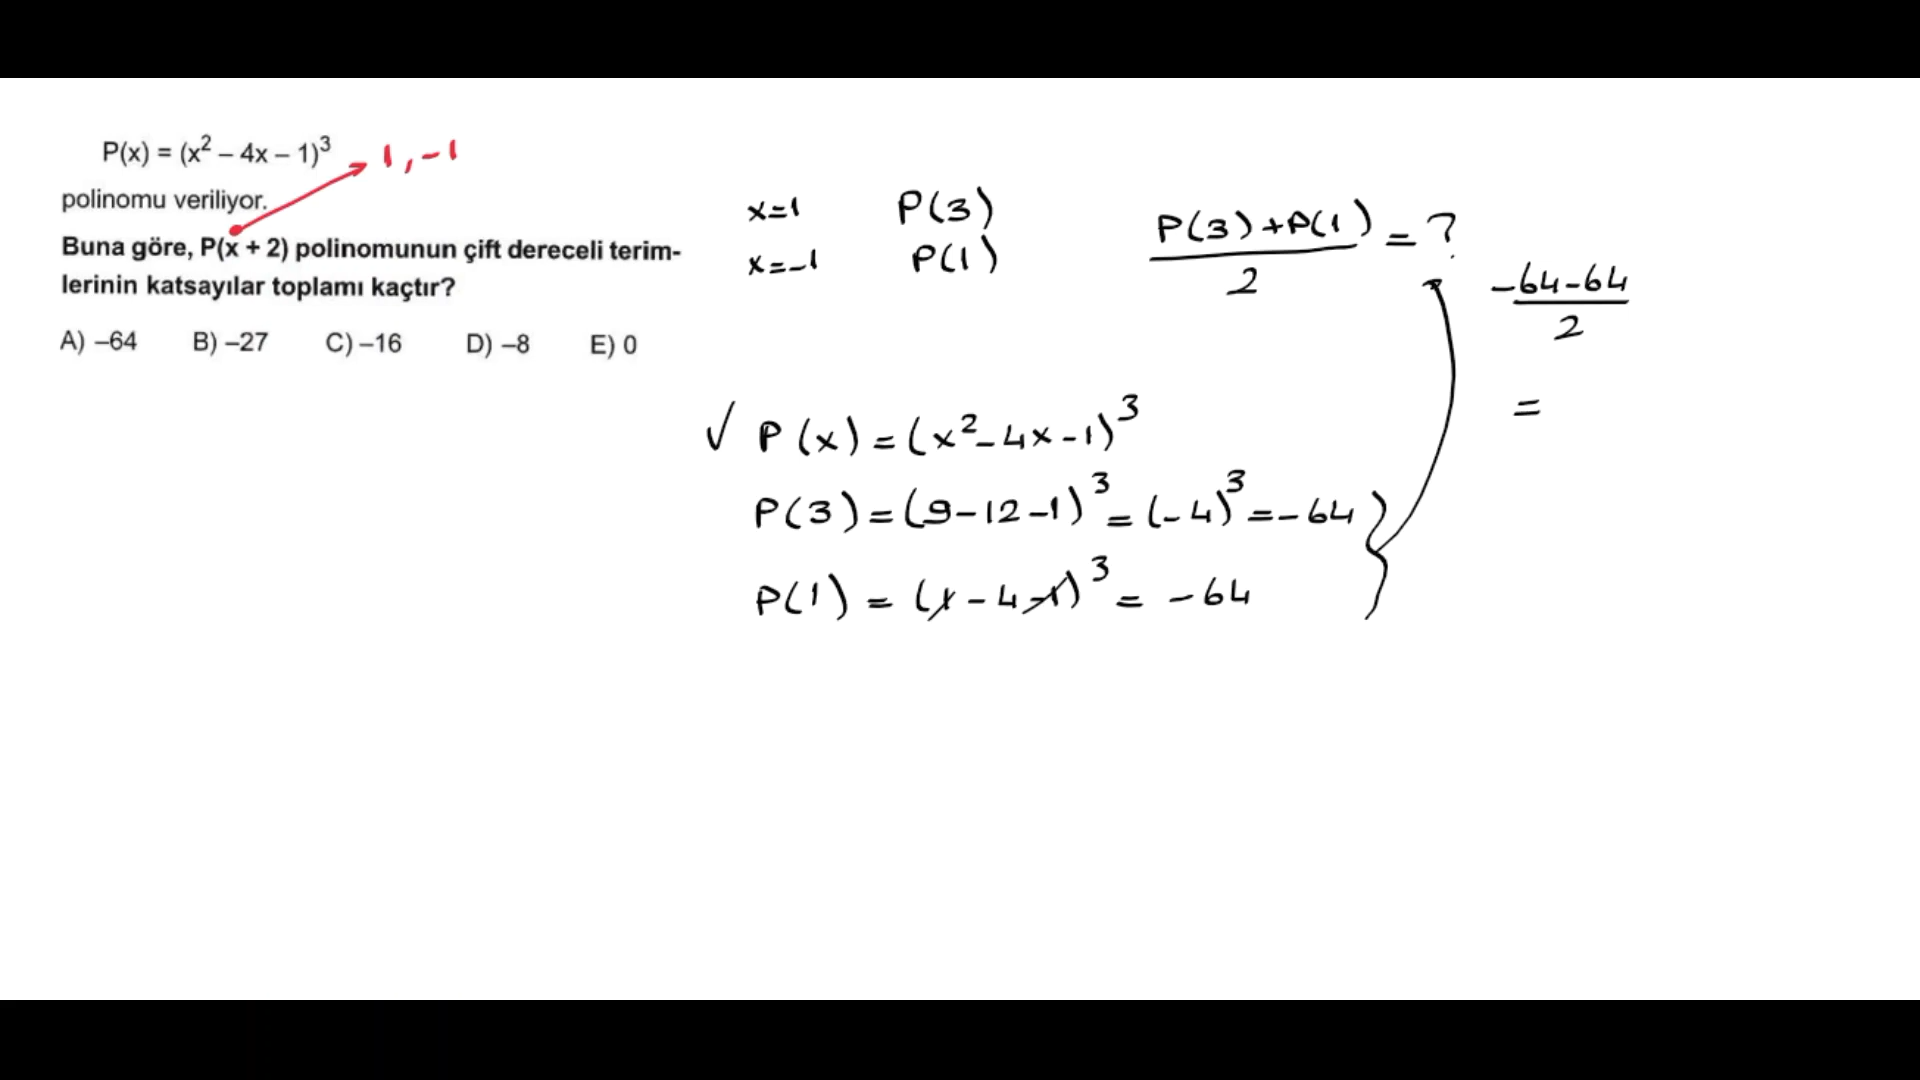 P(x) = (x² – 4x – 1)³
1, -1
polinomu veriliyor.
Buna göre, P(x + 2) polinomunun çift dereceli terim-
lerinin katsayılar toplamı kaçtır?
A) –64 B) –27 C) –16 D) –8 E) 0
x=1 P(3)
x=-1 P(1)
P(3)+P(1) = ?
2
-64-64
2
=
√ P(x) = (x²-4x-1)³
P(3) = (9-12-1)³ = (-4)³ = -64
P(1) = (1-4-1)³ = -64